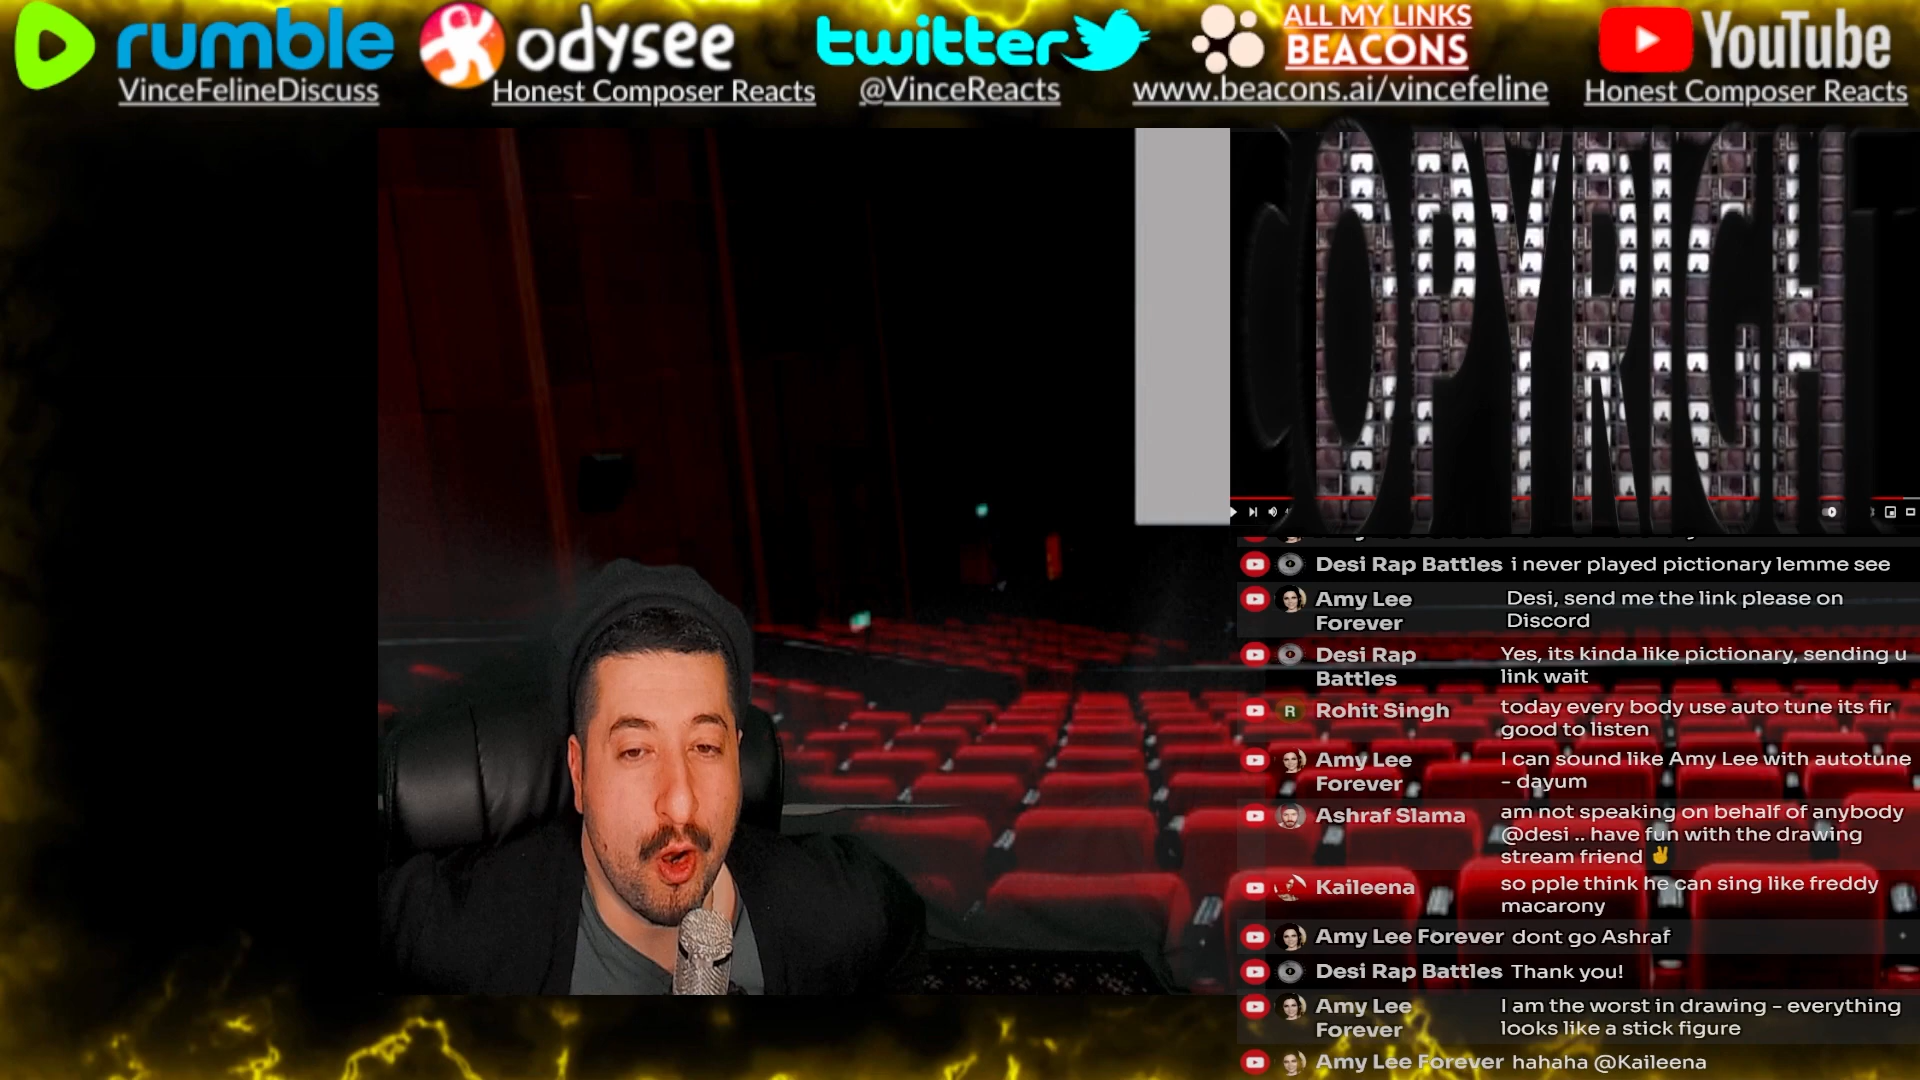 rumble
VinceFelineDiscuss
odysee
Honest Composer Reacts
twitter
@VinceReacts
ALL MY LINKS
BEACONS
www.beacons.ai/vincefeline
YouTube
Honest Composer Reacts
COPYRIGHT
Desi Rap Battles i never played pictionary lemme see
Amy Lee Forever Desi, send me the link please on
Discord
Desi Rap Battles Yes, its kinda like pictionary, sending u
link wait
R Rohit Singh today every body use auto tune its fir
good to listen
Amy Lee Forever I can sound like Amy Lee with autotune
- dayum
Ashraf Slama am not speaking on behalf of anybody
@desi .. have fun with the drawing
stream friend ✌
Kaileena so pple think he can sing like freddy
macarony
Amy Lee Forever dont go Ashraf
Desi Rap Battles Thank you!
Amy Lee Forever I am the worst in drawing - everything
looks like a stick figure
Amy Lee Forever hahaha @Kaileena